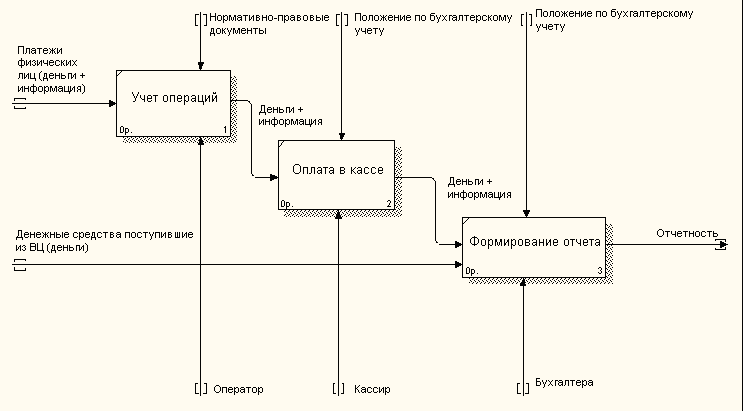 Нормативно-правовые
документы
Положение по бухгалтерскому
учету
Положение по бухгалтерскому
учету
Платежи
физических
лиц (деньги +
информация)
Учет операций
0р. 1
Деньги +
информация
Оплата в кассе
0р. 2
Деньги +
информация
Денежные средства поступившие
из ВЦ (деньги)
Формирование отчета
0р. 3
Отчетность
Оператор
Кассир
Бухгалтера